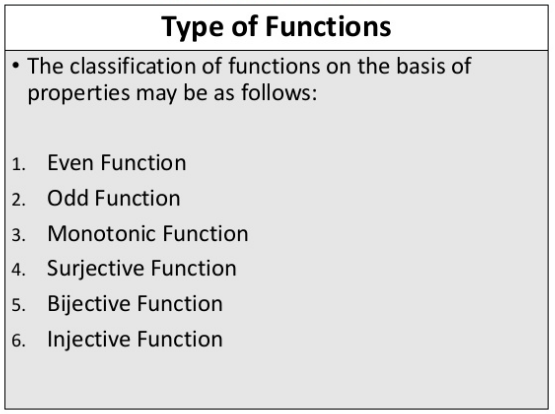 Type of Functions
• The classification of functions on the basis of
properties may be as follows:
1. Even Function
2. Odd Function
3. Monotonic Function
4. Surjective Function
5. Bijective Function
6. Injective Function